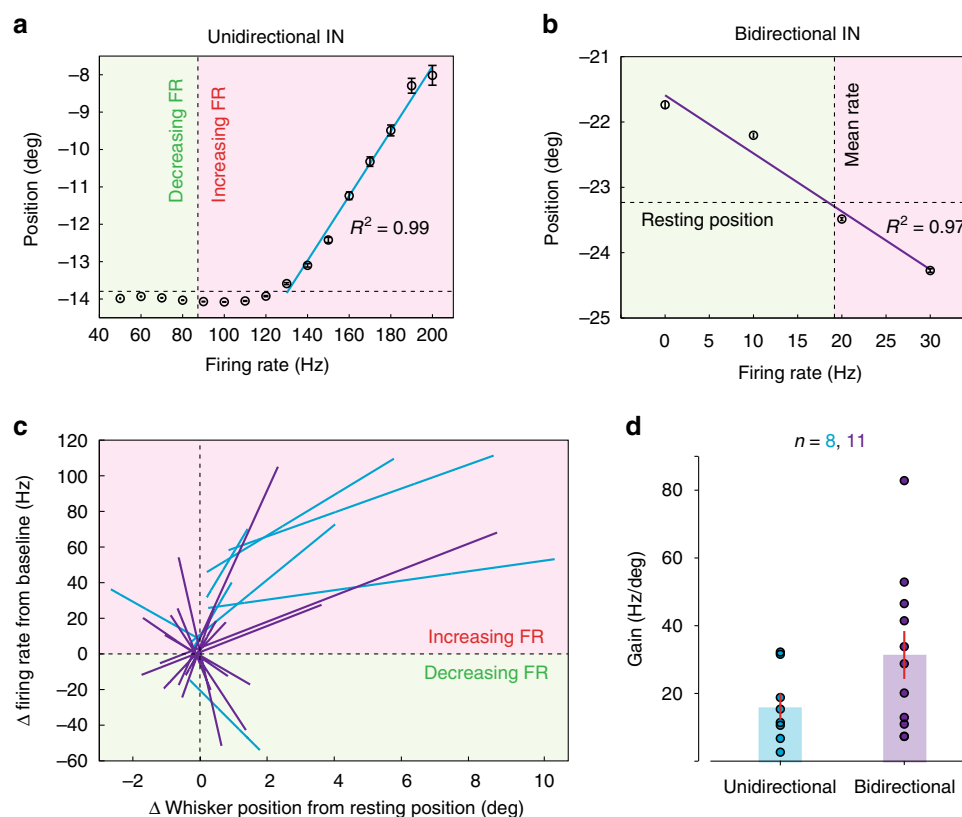 a
Unidirectional IN
Position (deg)
−8
−9
−10
−11
−12
−13
−14
Decreasing FR
Increasing FR
R² = 0.99
40 60 80 100 120 140 160 180 200
Firing rate (Hz)
b
Bidirectional IN
Position (deg)
−21
−22
−23
−24
−25
Mean rate
Resting position
R² = 0.97
0 5 10 15 20 25 30
Firing rate (Hz)
c
Δ firing rate from baseline (Hz)
120
100
80
60
40
20
0
−20
−40
−60
Increasing FR
Decreasing FR
−2 0 2 4 6 8 10
Δ Whisker position from resting position (deg)
d
n = 8, 11
Gain (Hz/deg)
80
60
40
20
Unidirectional Bidirectional